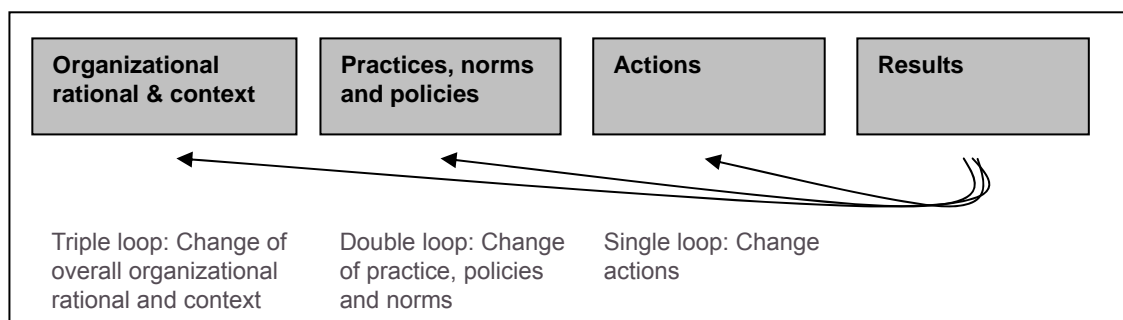 Organizational
rational & context
Practices, norms
and policies
Actions
Results
Triple loop: Change of
overall organizational
rational and context
Double loop: Change
of practice, policies
and norms
Single loop: Change
actions